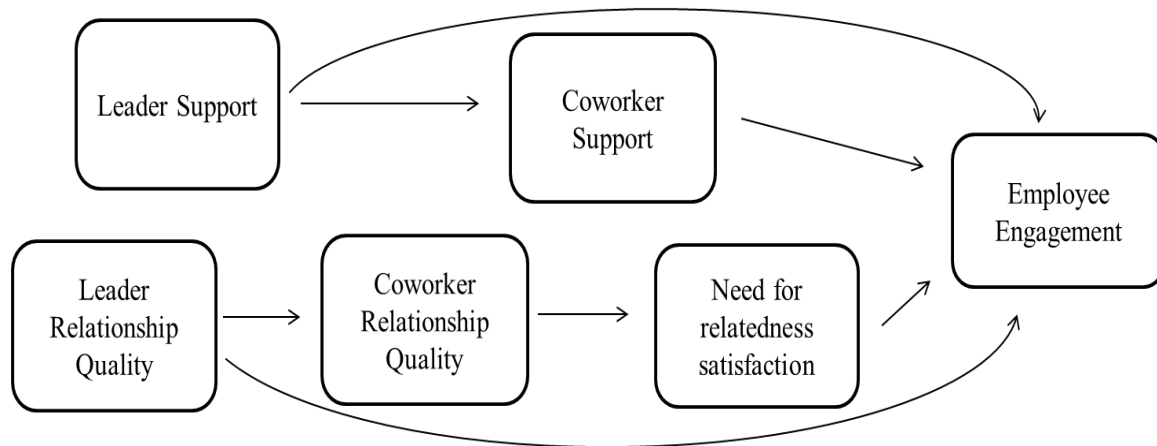 Leader Support
Coworker
Support
Employee
Engagement
Leader
Relationship
Quality
Coworker
Relationship
Quality
Need for
relatedness
satisfaction